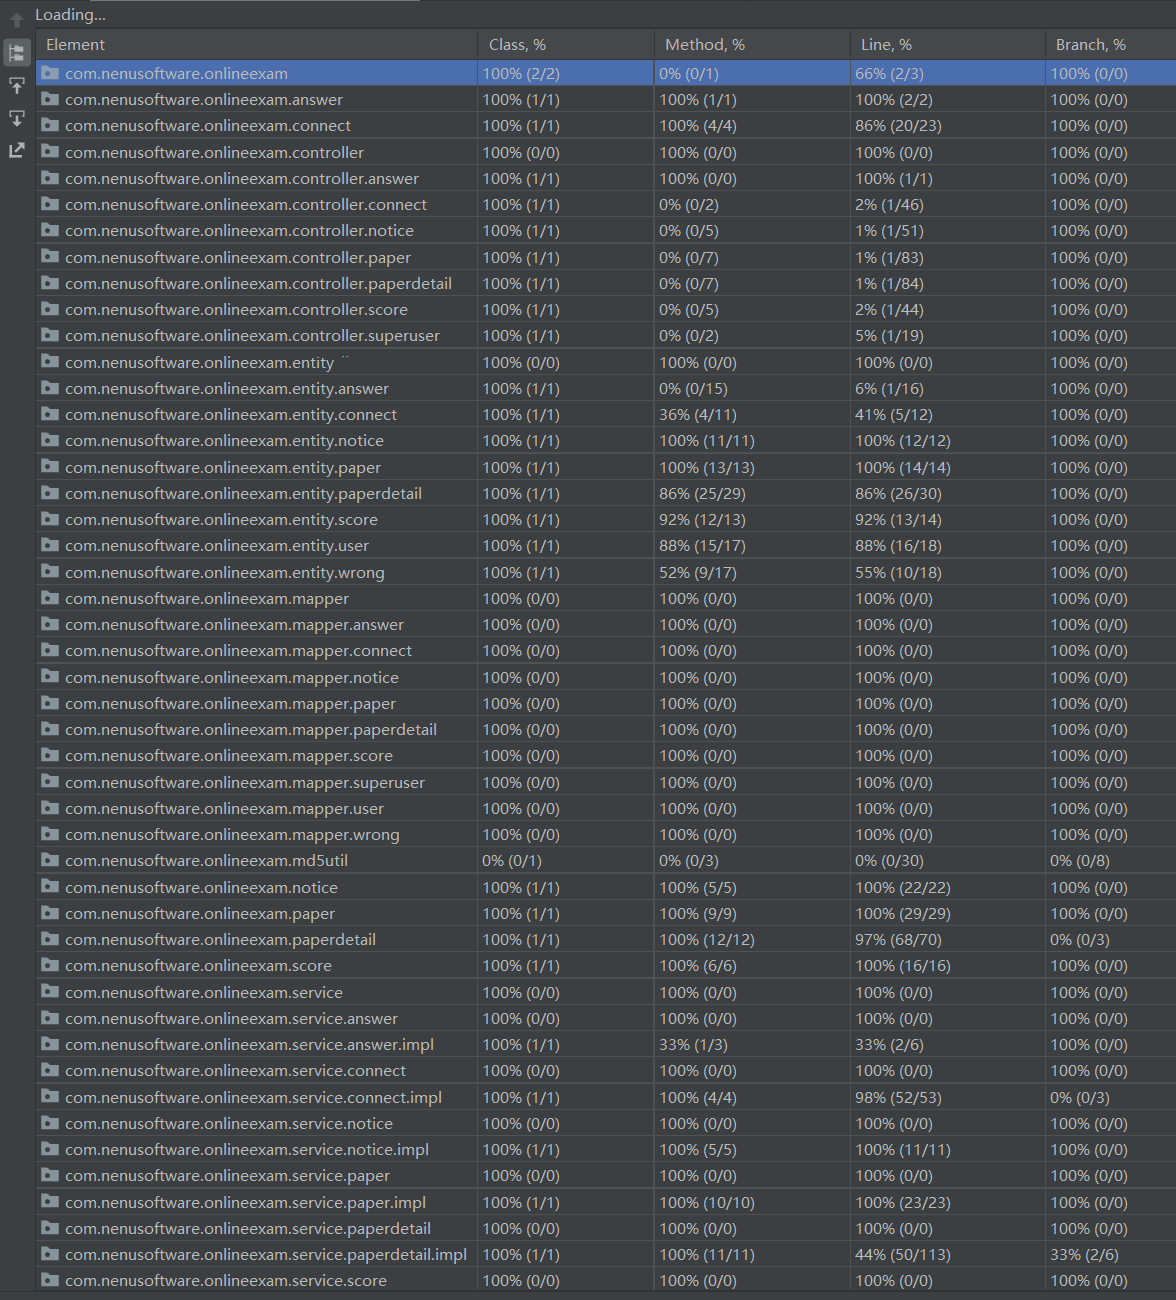 Loading...
Element Class, % Method, % Line, % Branch, %
com.nenusoftware.onlineexam 100% (2/2) 0% (0/1) 66% (2/3) 100% (0/0)
com.nenusoftware.onlineexam.answer 100% (1/1) 100% (1/1) 100% (2/2) 100% (0/0)
com.nenusoftware.onlineexam.connect 100% (1/1) 100% (4/4) 86% (20/23) 100% (0/0)
com.nenusoftware.onlineexam.controller 100% (0/0) 100% (0/0) 100% (0/0) 100% (0/0)
com.nenusoftware.onlineexam.controller.answer 100% (1/1) 100% (0/0) 100% (1/1) 100% (0/0)
com.nenusoftware.onlineexam.controller.connect 100% (1/1) 0% (0/2) 2% (1/46) 100% (0/0)
com.nenusoftware.onlineexam.controller.notice 100% (1/1) 0% (0/5) 1% (1/51) 100% (0/0)
com.nenusoftware.onlineexam.controller.paper 100% (1/1) 0% (0/7) 1% (1/83) 100% (0/0)
com.nenusoftware.onlineexam.controller.paperdetail 100% (1/1) 0% (0/7) 1% (1/84) 100% (0/0)
com.nenusoftware.onlineexam.controller.score 100% (1/1) 0% (0/5) 2% (1/44) 100% (0/0)
com.nenusoftware.onlineexam.controller.superuser 100% (1/1) 0% (0/2) 5% (1/19) 100% (0/0)
com.nenusoftware.onlineexam.entity 100% (0/0) 100% (0/0) 100% (0/0) 100% (0/0)
com.nenusoftware.onlineexam.entity.answer 100% (1/1) 0% (0/15) 6% (1/16) 100% (0/0)
com.nenusoftware.onlineexam.entity.connect 100% (1/1) 36% (4/11) 41% (5/12) 100% (0/0)
com.nenusoftware.onlineexam.entity.notice 100% (1/1) 100% (11/11) 100% (12/12) 100% (0/0)
com.nenusoftware.onlineexam.entity.paper 100% (1/1) 100% (13/13) 100% (14/14) 100% (0/0)
com.nenusoftware.onlineexam.entity.paperdetail 100% (1/1) 86% (25/29) 86% (26/30) 100% (0/0)
com.nenusoftware.onlineexam.entity.score 100% (1/1) 92% (12/13) 92% (13/14) 100% (0/0)
com.nenusoftware.onlineexam.entity.user 100% (1/1) 88% (15/17) 88% (16/18) 100% (0/0)
com.nenusoftware.onlineexam.entity.wrong 100% (1/1) 52% (9/17) 55% (10/18) 100% (0/0)
com.nenusoftware.onlineexam.mapper 100% (0/0) 100% (0/0) 100% (0/0) 100% (0/0)
com.nenusoftware.onlineexam.mapper.answer 100% (0/0) 100% (0/0) 100% (0/0) 100% (0/0)
com.nenusoftware.onlineexam.mapper.connect 100% (0/0) 100% (0/0) 100% (0/0) 100% (0/0)
com.nenusoftware.onlineexam.mapper.notice 100% (0/0) 100% (0/0) 100% (0/0) 100% (0/0)
com.nenusoftware.onlineexam.mapper.paper 100% (0/0) 100% (0/0) 100% (0/0) 100% (0/0)
com.nenusoftware.onlineexam.mapper.paperdetail 100% (0/0) 100% (0/0) 100% (0/0) 100% (0/0)
com.nenusoftware.onlineexam.mapper.score 100% (0/0) 100% (0/0) 100% (0/0) 100% (0/0)
com.nenusoftware.onlineexam.mapper.superuser 100% (0/0) 100% (0/0) 100% (0/0) 100% (0/0)
com.nenusoftware.onlineexam.mapper.user 100% (0/0) 100% (0/0) 100% (0/0) 100% (0/0)
com.nenusoftware.onlineexam.mapper.wrong 100% (0/0) 100% (0/0) 100% (0/0) 100% (0/0)
com.nenusoftware.onlineexam.md5util 0% (0/1) 0% (0/3) 0% (0/30) 0% (0/8)
com.nenusoftware.onlineexam.notice 100% (1/1) 100% (5/5) 100% (22/22) 100% (0/0)
com.nenusoftware.onlineexam.paper 100% (1/1) 100% (9/9) 100% (29/29) 100% (0/0)
com.nenusoftware.onlineexam.paperdetail 100% (1/1) 100% (12/12) 97% (68/70) 0% (0/3)
com.nenusoftware.onlineexam.score 100% (1/1) 100% (6/6) 100% (16/16) 100% (0/0)
com.nenusoftware.onlineexam.service 100% (0/0) 100% (0/0) 100% (0/0) 100% (0/0)
com.nenusoftware.onlineexam.service.answer 100% (0/0) 100% (0/0) 100% (0/0) 100% (0/0)
com.nenusoftware.onlineexam.service.answer.impl 100% (1/1) 33% (1/3) 33% (2/6) 100% (0/0)
com.nenusoftware.onlineexam.service.connect 100% (0/0) 100% (0/0) 100% (0/0) 100% (0/0)
com.nenusoftware.onlineexam.service.connect.impl 100% (1/1) 100% (4/4) 98% (52/53) 0% (0/3)
com.nenusoftware.onlineexam.service.notice 100% (0/0) 100% (0/0) 100% (0/0) 100% (0/0)
com.nenusoftware.onlineexam.service.notice.impl 100% (1/1) 100% (5/5) 100% (11/11) 100% (0/0)
com.nenusoftware.onlineexam.service.paper 100% (0/0) 100% (0/0) 100% (0/0) 100% (0/0)
com.nenusoftware.onlineexam.service.paper.impl 100% (1/1) 100% (10/10) 100% (23/23) 100% (0/0)
com.nenusoftware.onlineexam.service.paperdetail 100% (0/0) 100% (0/0) 100% (0/0) 100% (0/0)
com.nenusoftware.onlineexam.service.paperdetail.impl 100% (1/1) 100% (11/11) 44% (50/113) 33% (2/6)
com.nenusoftware.onlineexam.service.score 100% (0/0) 100% (0/0) 100% (0/0) 100% (0/0)